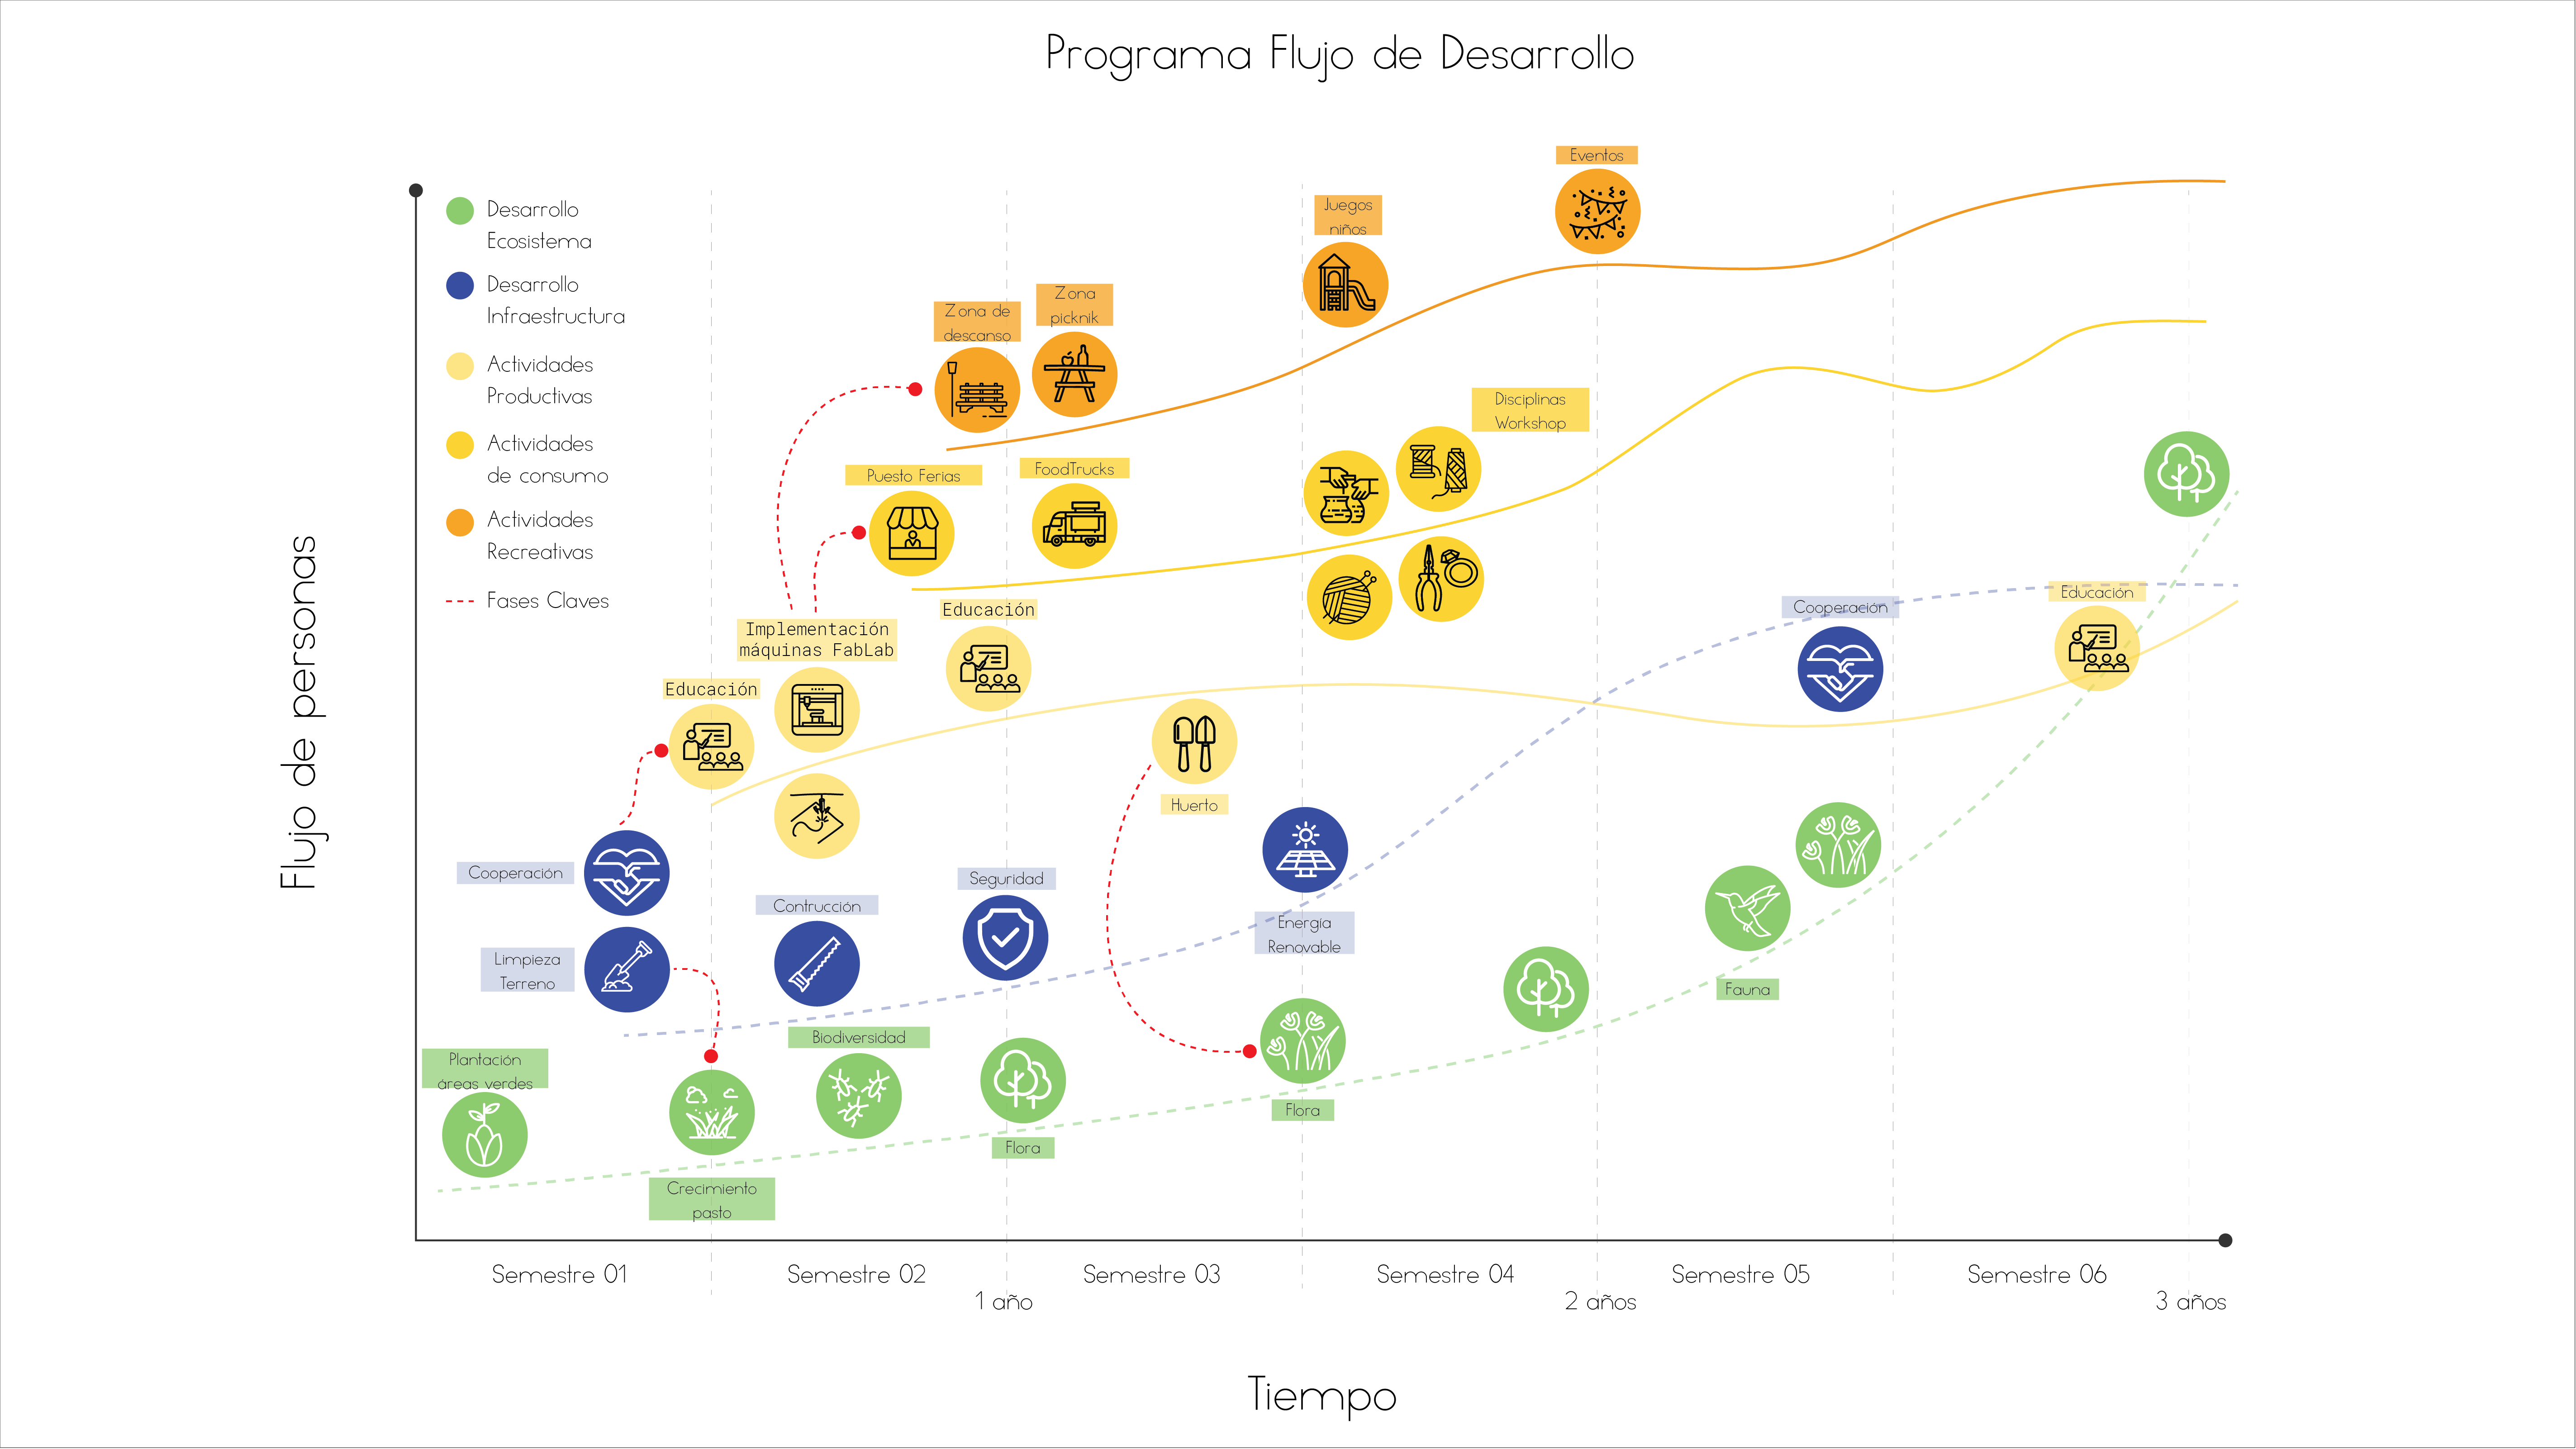 Programa Flujo de Desarrollo
Flujo de personas
Desarrollo
Ecosistema
Desarrollo
Infraestructura
Actividades
Productivas
Actividades
de consumo
Actividades
Recreativas
Fases Claves
Eventos
Juegos
niños
Zona
picknik
Zona de
descanso
Disciplinas
Workshop
Puesto Ferias
FoodTrucks
Educación
Implementación
máquinas FabLab
Educación
Cooperación
Educación
Huerto
Cooperación
Seguridad
Contrucción
Energia
Renovable
Limpieza
Terreno
Fauna
Biodiversidad
Plantación
áreas verdes
Flora
Flora
Crecimiento
pasto
Semestre 01
Semestre 02
Semestre 03
Semestre 04
Semestre 05
Semestre 06
1 año
2 años
3 años
Tiempo